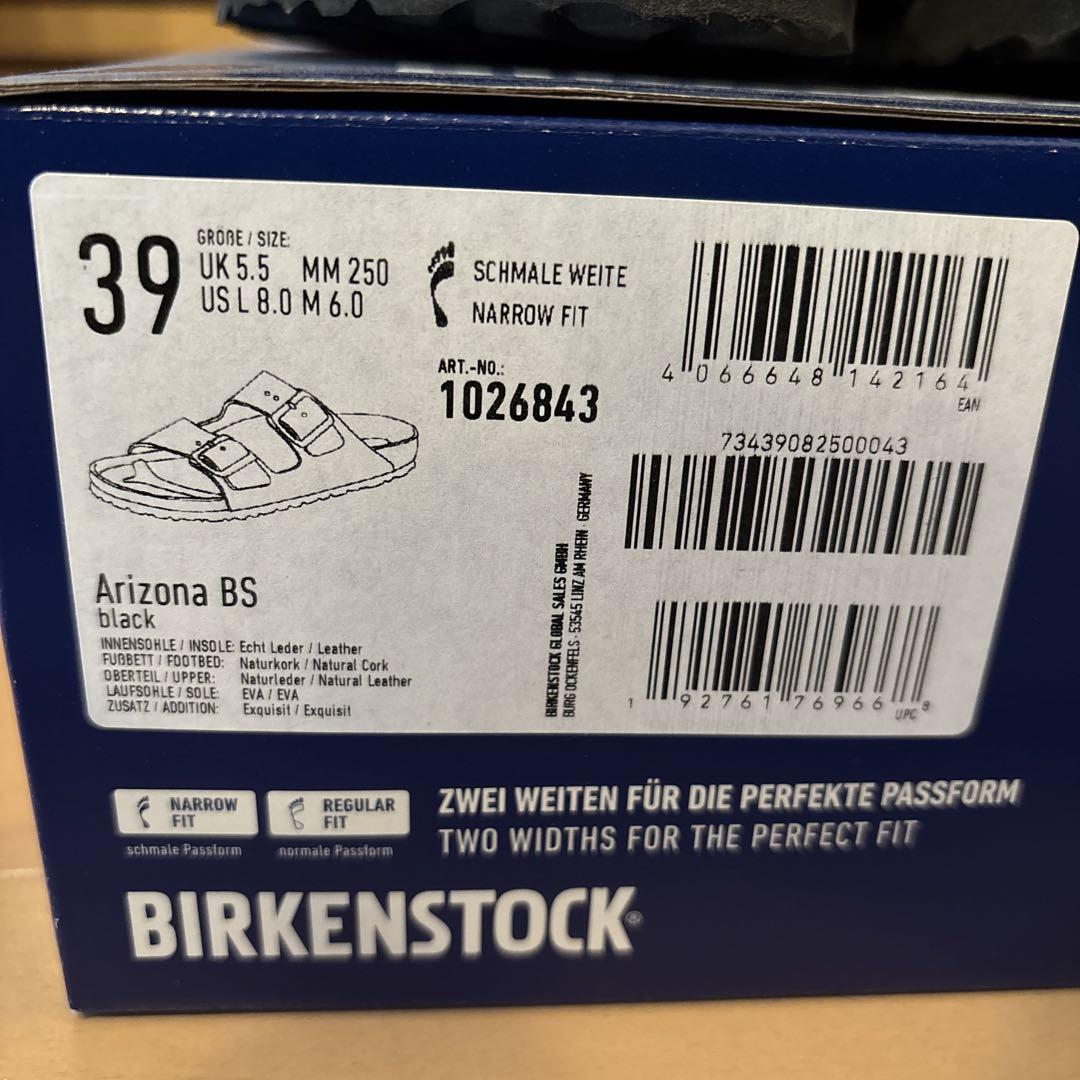 39
GRÖßE / SIZE:
UK 5.5 MM 250
US L 8.0 M 6.0
SCHMALE WEITE
NARROW FIT
ART.-NO.:
1026843
4 066648 142164
EAN
73439082500043
BIRKENSTOCK GLOBAL SALES GMBH
BURG OCKENFELS · 53545 LINZ AM RHEIN · GERMANY
1 92761 76966 8
UPC
Arizona BS
black
INNENSOHLE / INSOLE: Echt Leder / Leather
FUßBETT / FOOTBED: Naturkork / Natural Cork
OBERTEIL / UPPER: Naturleder / Natural Leather
LAUFSOHLE / SOLE: EVA / EVA
ZUSATZ / ADDITION: Exquisit / Exquisit
NARROW FIT
schmale Passform
REGULAR FIT
normale Passform
ZWEI WEITEN FÜR DIE PERFEKTE PASSFORM
TWO WIDTHS FOR THE PERFECT FIT
BIRKENSTOCK®